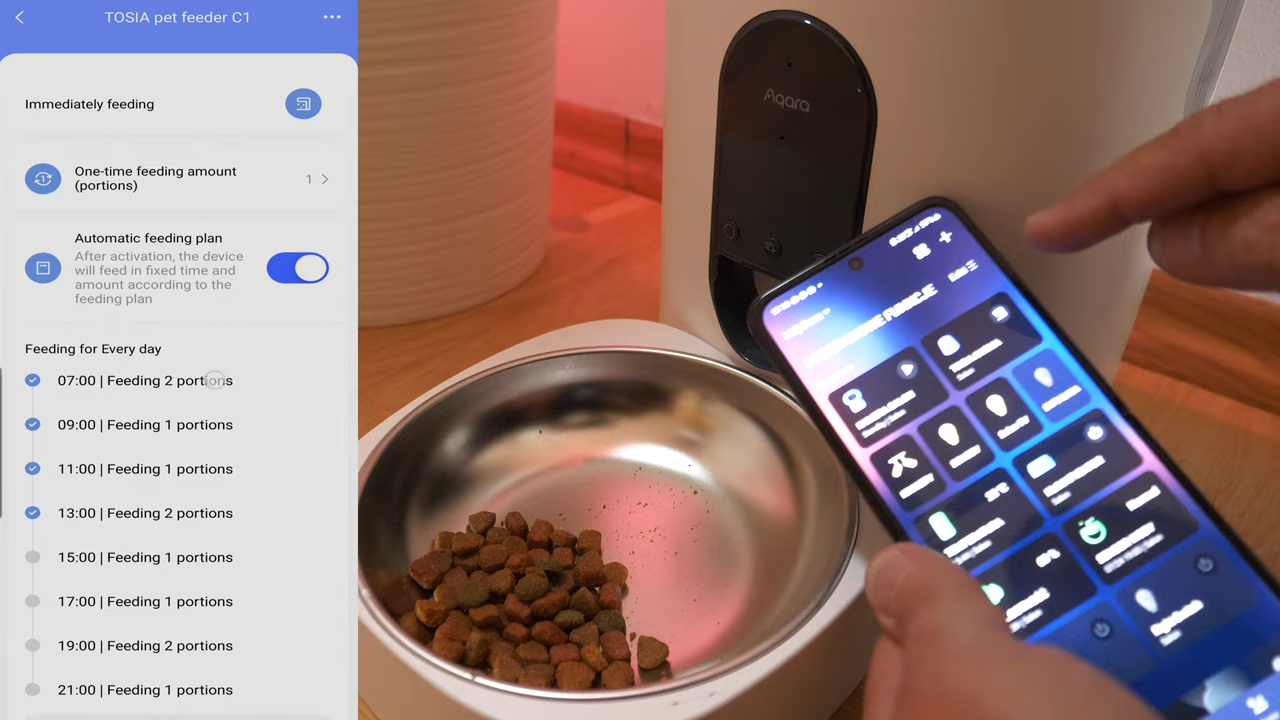 TOSIA pet feeder C1
Immediately feeding
One-time feeding amount
(portions)
1
Automatic feeding plan
After activation, the device
will feed in fixed time and
amount according to the
feeding plan
Feeding for Every day
07:00 | Feeding 2 portions
09:00 | Feeding 1 portions
11:00 | Feeding 1 portions
13:00 | Feeding 2 portions
15:00 | Feeding 1 portions
17:00 | Feeding 1 portions
19:00 | Feeding 2 portions
21:00 | Feeding 1 portions
Aqara
Edit